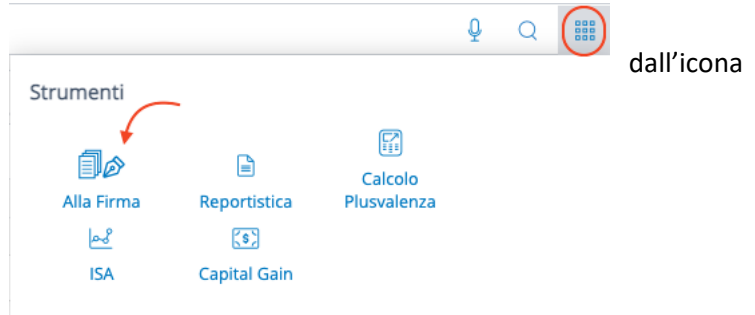 dall’icona
Strumenti
Alla Firma
Reportistica
Calcolo
Plusvalenza
ISA
Capital Gain